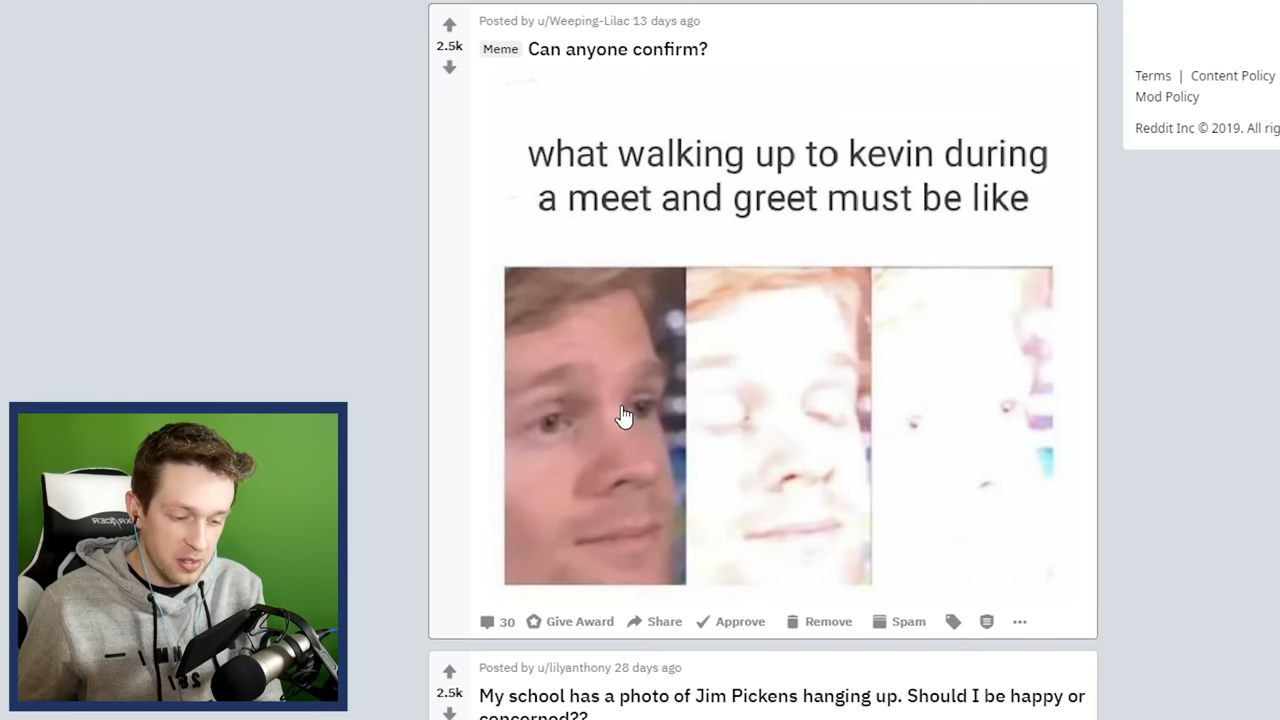 Posted by u/Weeping-Lilac 13 days ago
2.5k
Meme Can anyone confirm?
what walking up to kevin during
a meet and greet must be like
30 Give Award Share Approve Remove Spam
Posted by u/lilyanthony 28 days ago
2.5k
My school has a photo of Jim Pickens hanging up. Should I be happy or
concerned??
Terms | Content Policy
Mod Policy
Reddit Inc © 2019. All rig